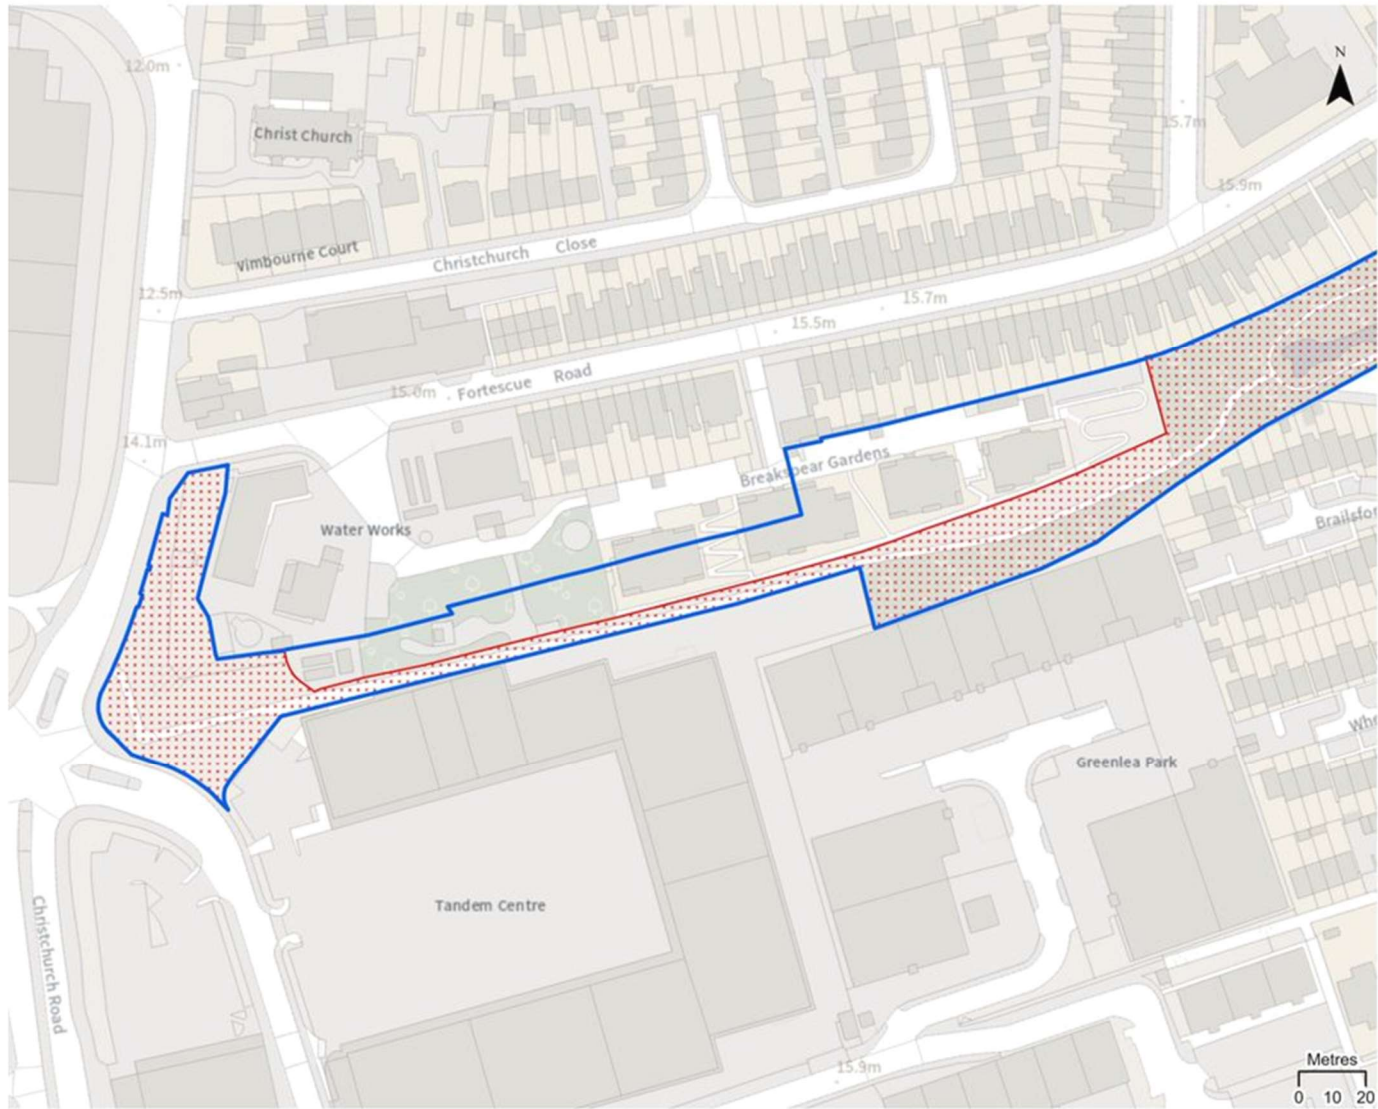 N
12.0m
Christ Church
15.7m
15.9m
Christchurch Close
Vimbourne Court
12.5m
15.7m
15.5m
Fortescue Road
15.0m
14.1m
Breakspear Gardens
Water Works
Brailsfor
Whe
Greenlea Park
Tandem Centre
Christchurch Road
15.9m
Metres
0 10 20